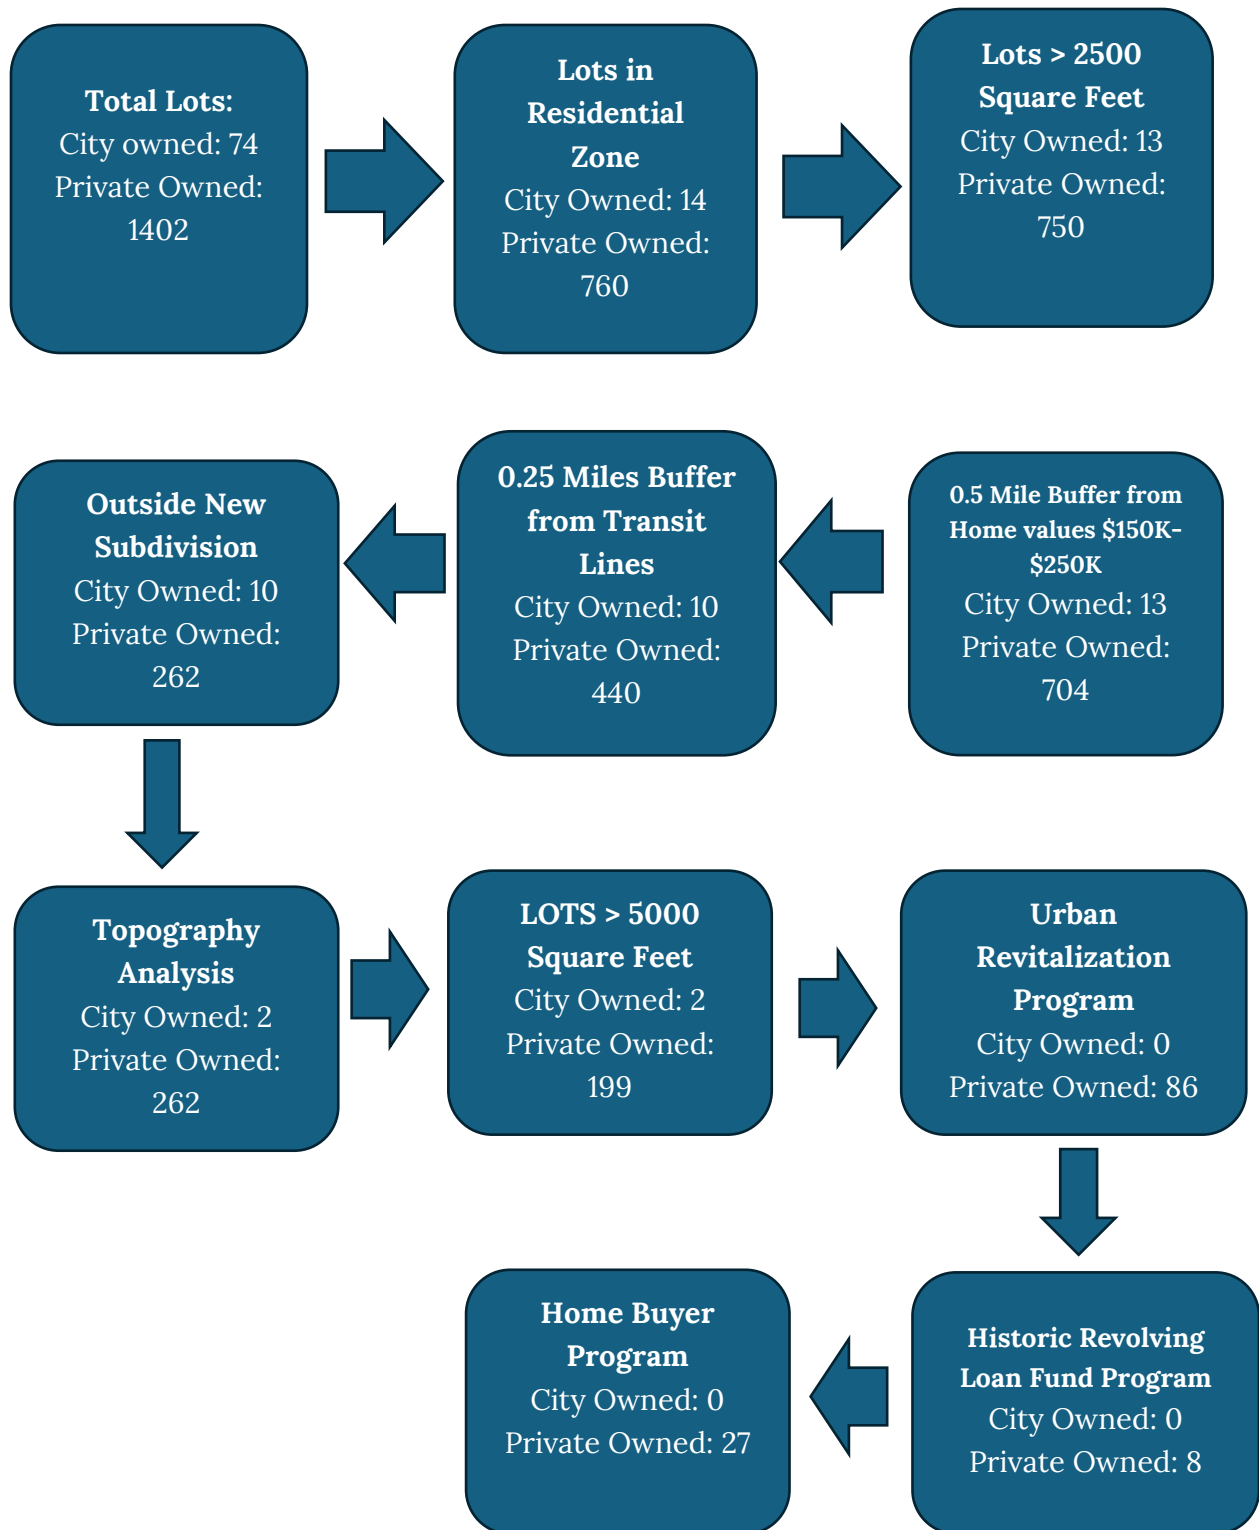 Total Lots:
City owned: 74
Private Owned:
1402
Lots in
Residential
Zone
City Owned: 14
Private Owned:
760
Lots > 2500
Square Feet
City Owned: 13
Private Owned:
750
0.5 Mile Buffer from
Home values $150K-
$250K
City Owned: 13
Private Owned:
704
0.25 Miles Buffer
from Transit
Lines
City Owned: 10
Private Owned:
440
Outside New
Subdivision
City Owned: 10
Private Owned:
262
Topography
Analysis
City Owned: 2
Private Owned:
262
LOTS > 5000
Square Feet
City Owned: 2
Private Owned:
199
Urban
Revitalization
Program
City Owned: 0
Private Owned: 86
Historic Revolving
Loan Fund Program
City Owned: 0
Private Owned: 8
Home Buyer
Program
City Owned: 0
Private Owned: 27